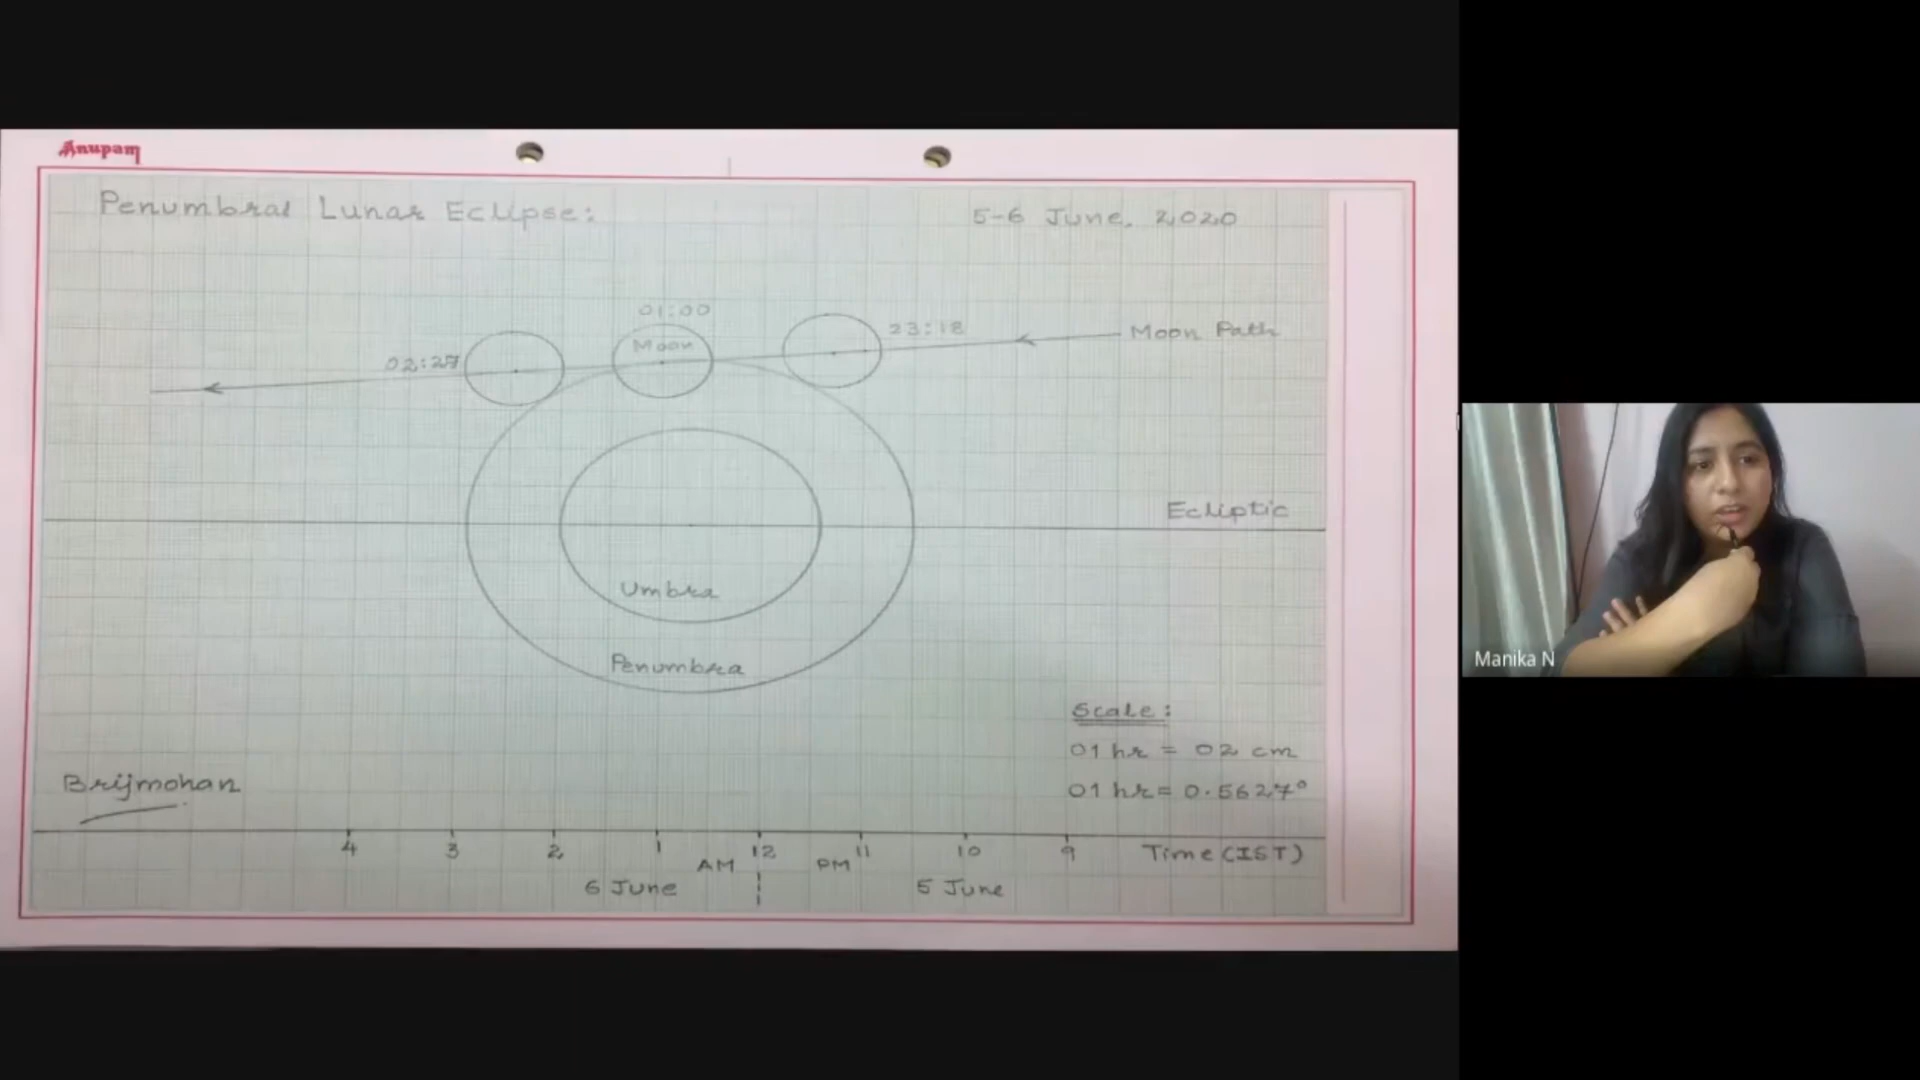 Anupam
Penumbral Lunar Eclipse:
5-6 June, 2020
01:00
23:18
Moon Path
Moon
02:27
Ecliptic
Umbra
Penumbra
Scale:
01 hr = 02 cm
01 hr = 0.5627°
Brijmohan
4 3 2 1 12 11 10 9 Time (IST)
AM PM
6 June 5 June
Manika N